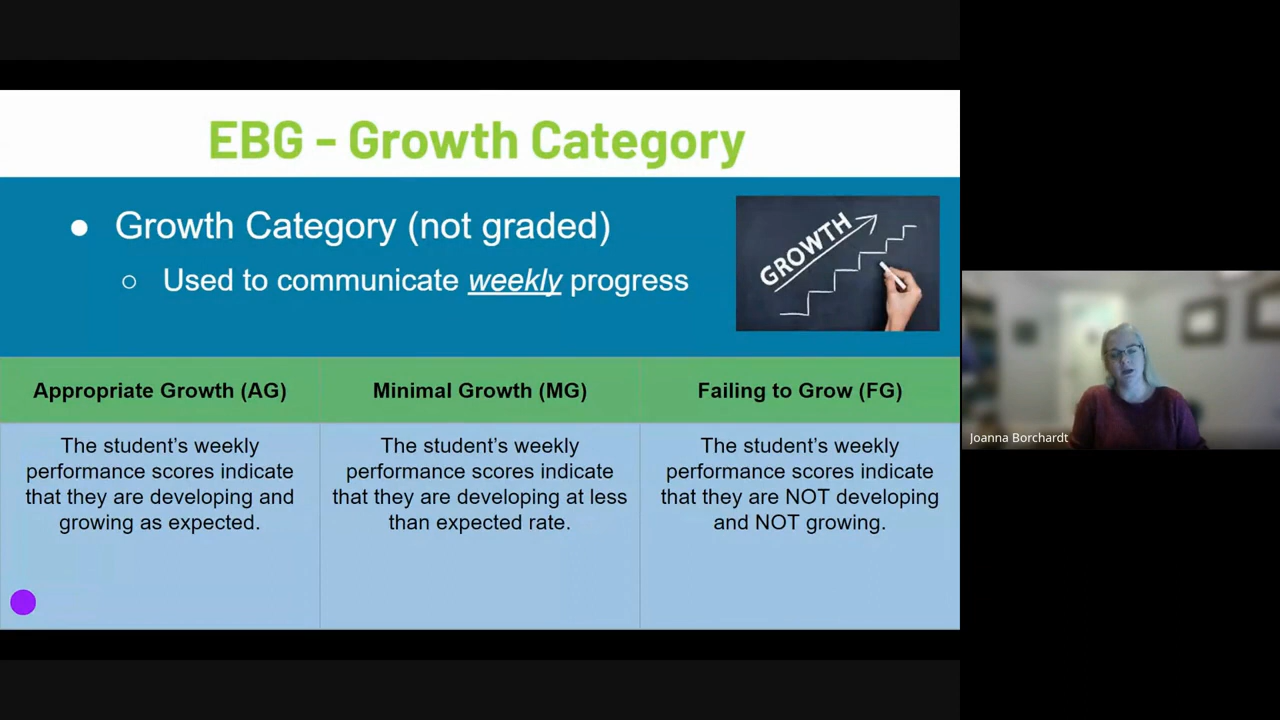 EBG - Growth Category
● Growth Category (not graded)
○ Used to communicate weekly progress
GROWTH
Appropriate Growth (AG)
Minimal Growth (MG)
Failing to Grow (FG)
The student’s weekly
performance scores indicate
that they are developing and
growing as expected.
The student’s weekly
performance scores indicate
that they are developing at less
than expected rate.
The student’s weekly
performance scores indicate
that they are NOT developing
and NOT growing.
Joanna Borchardt